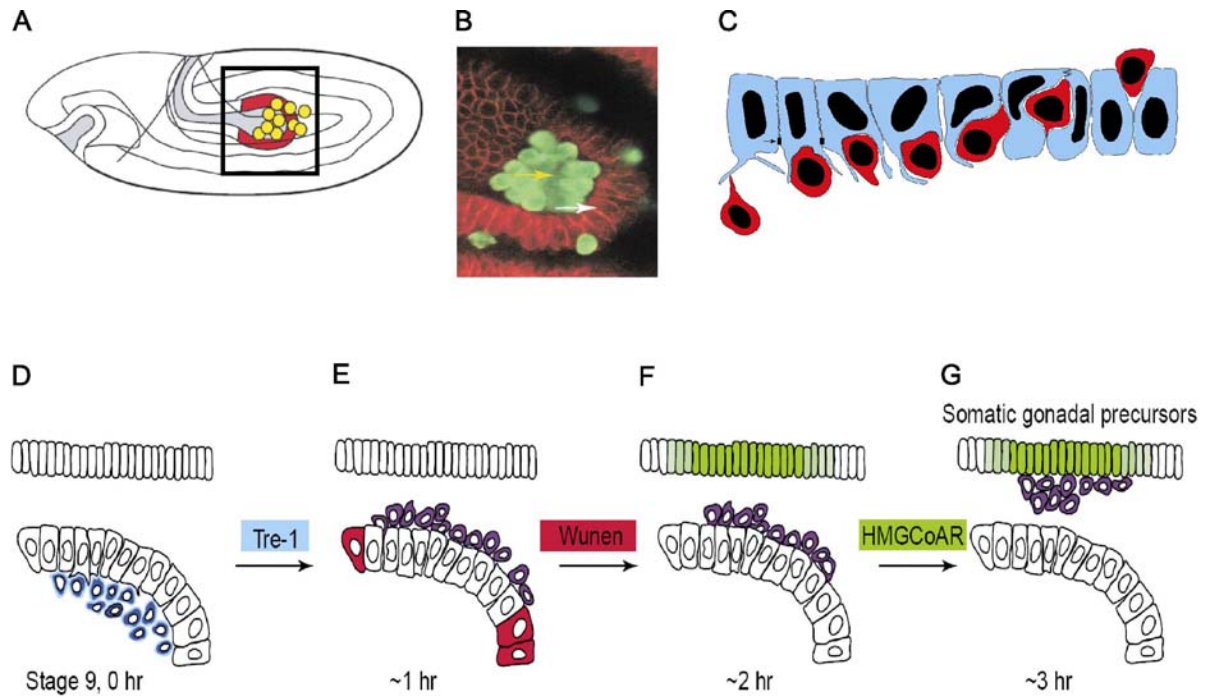 A
B
C
D
E
F
G
Somatic gonadal precursors
Tre-1
Wunen
HMGCoAR
Stage 9, 0 hr
~1 hr
~2 hr
~3 hr